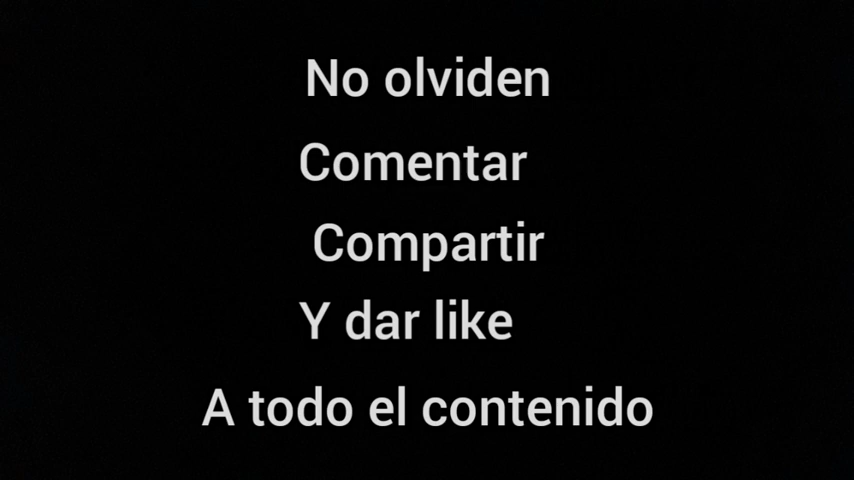 No olviden
Comentar
Compartir
Y dar like
A todo el contenido